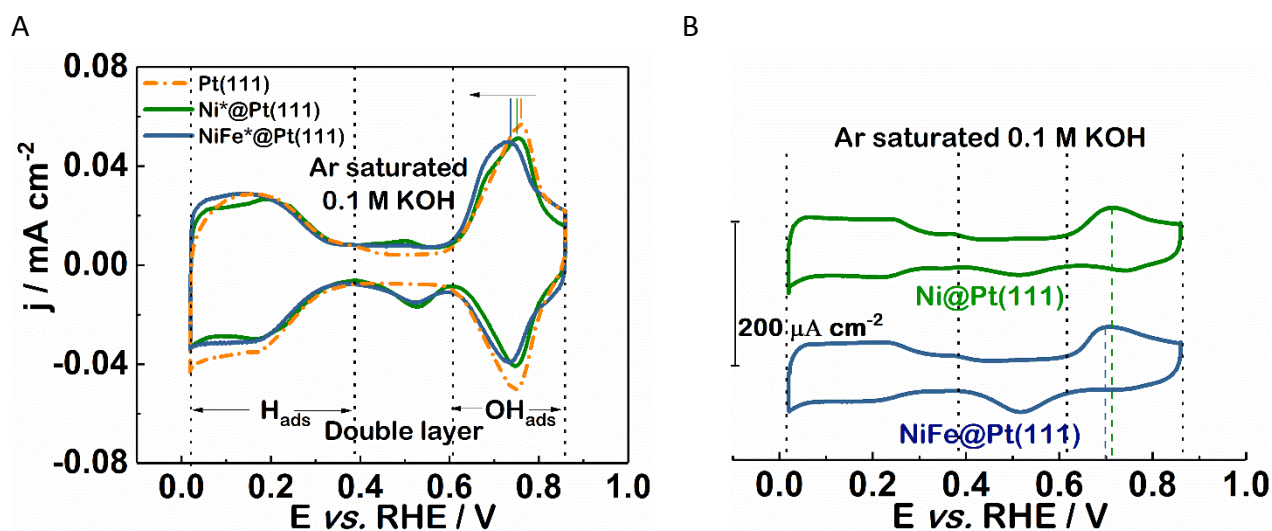 A
0.08
0.04
0.00
-0.04
-0.08
j / mA cm⁻²
Pt(111)
Ni*@Pt(111)
NiFe*@Pt(111)
Ar saturated
0.1 M KOH
H_ads
OH_ads
Double layer
0.0 0.2 0.4 0.6 0.8 1.0
E vs. RHE / V
B
Ar saturated 0.1 M KOH
Ni@Pt(111)
200 μA cm⁻²
NiFe@Pt(111)
0.0 0.2 0.4 0.6 0.8 1.0
E vs. RHE / V